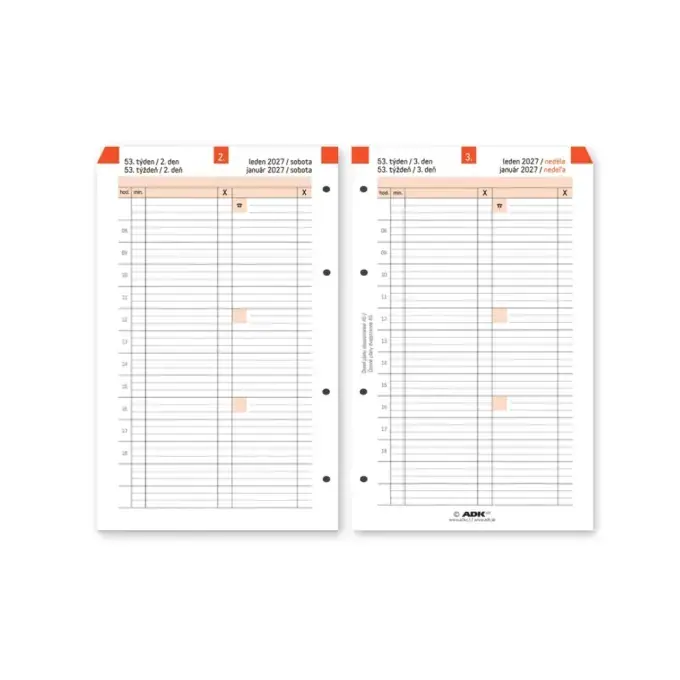 53. týden / 2. den
2.
leden 2027 / sobota
53. týždeň / 2. deň
január 2027 / sobota
hod. min. X X
08
09
10
11
12
13
14
15
16
17
18
53. týden / 3. den
3.
leden 2027 / neděle
53. týždeň / 3. deň
január 2027 / nedeľa
hod. min. X X
08
09
10
11
12
13
14
15
16
17
18
© ADK